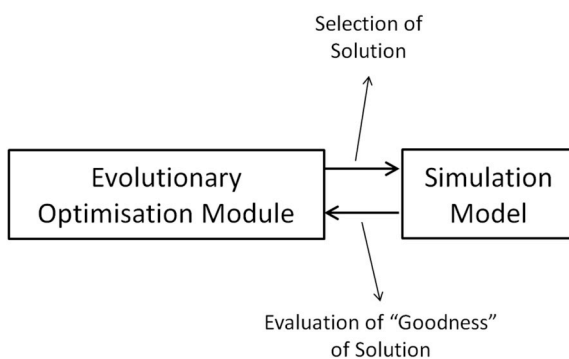 Selection of
Solution
Evolutionary
Optimisation Module
Simulation
Model
Evaluation of “Goodness”
of Solution